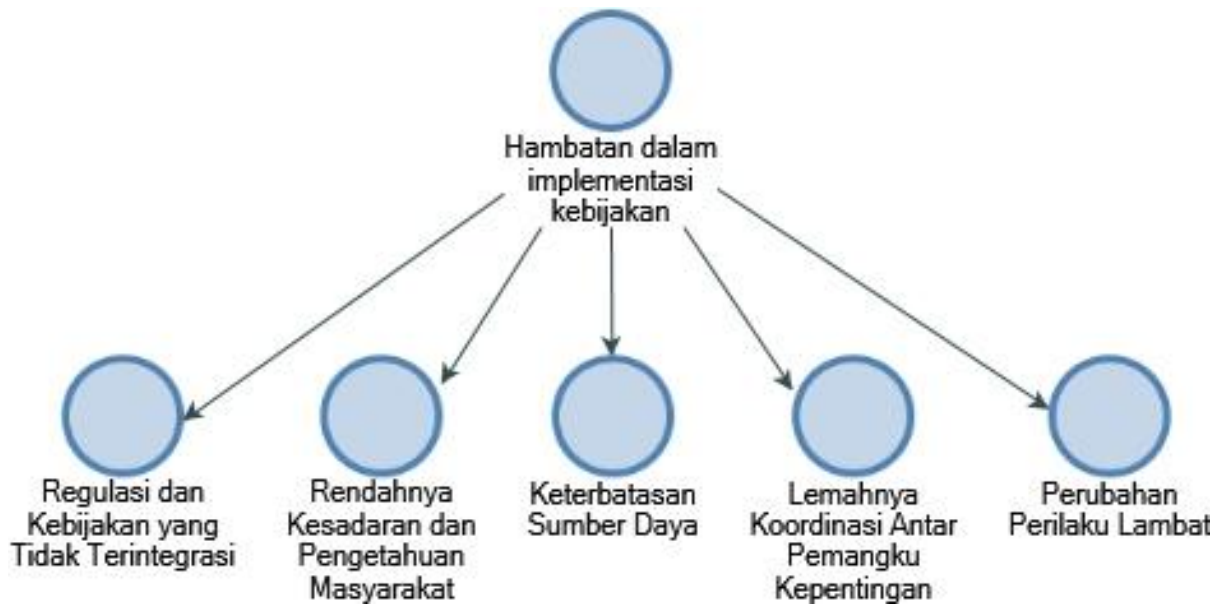 Hambatan dalam
implementasi
kebijakan
Regulasi dan
Kebijakan yang
Tidak Terintegrasi
Rendahnya
Kesadaran dan
Pengetahuan
Masyarakat
Keterbatasan
Sumber Daya
Lemahnya
Koordinasi Antar
Pemangku
Kepentingan
Perubahan
Perilaku Lambat